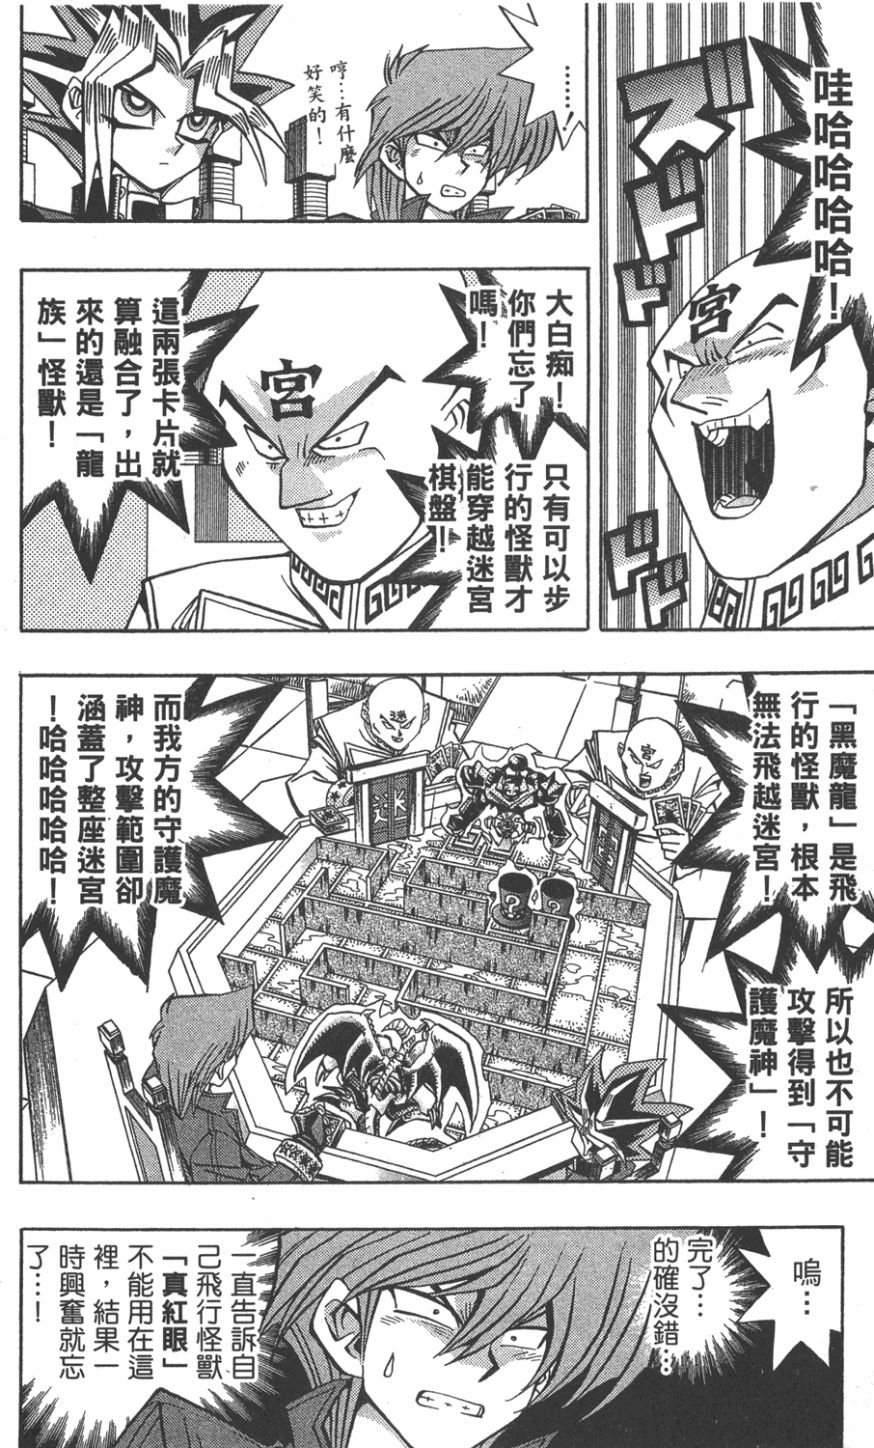 哇哈哈哈哈！
ズ
ド
ド
ド
ド
宮
……！
哼…有什麼
好笑的！
大白痴！
你們忘了
嗎！
只有可以步
行的怪獸才
能穿越迷宮
棋盤！
宮
這兩張卡片就
算融合了，出
來的還是「龍
族」怪獸！
「黑魔龍」是飛
行的怪獸，根本
無法飛越迷宮！
所以也不可能
攻擊得到「守
護魔神」！
宮
迷
?
?
而我方的守護魔
神，攻擊範圍卻
涵蓋了整座迷宮
！哈哈哈哈哈！
嗚…
完了…
的確沒錯…
一直告訴自
己飛行怪獸
「真紅眼」
不能用在這
裡，結果一
時興奮就忘
了…！